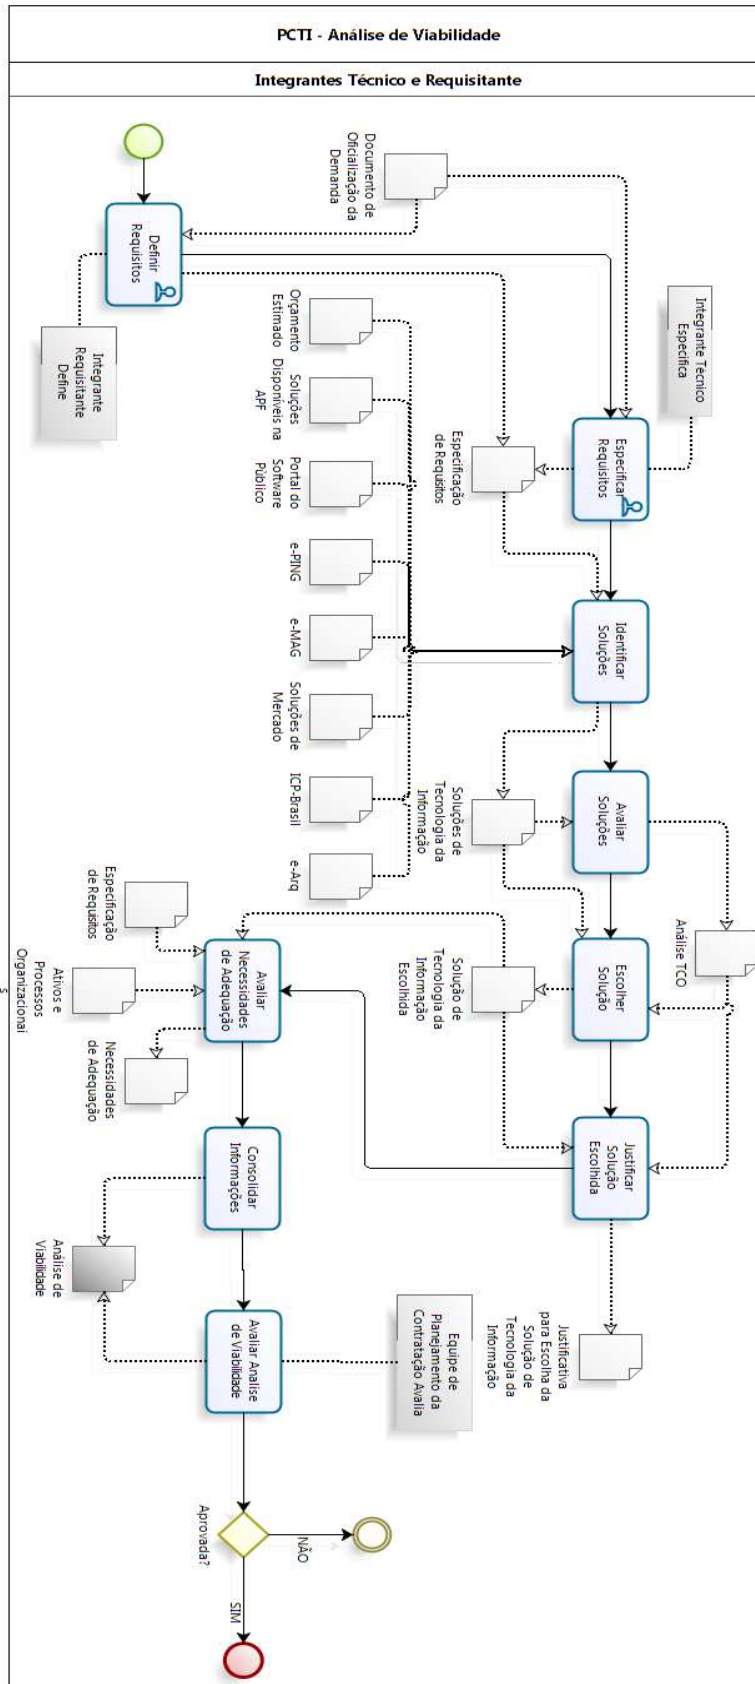 PCTI - Análise de Viabilidade
Integrantes Técnico e Requisitante
Documento de
Oficialização da
Demanda
Definir
Requisitos
Integrante
Requisitante
Define
Integrante Técnico
Especifica
Especificar
Requisitos
Especificação
de Requisitos
Orçamento
Estimado
Soluções
Disponíveis na
APF
Portal do
Software
Público
e-PING
e-MAG
Soluções de
Mercado
ICP-Brasil
e-Arq
Identificar
Soluções
Soluções de
Tecnologia da
Informação
Avaliar
Soluções
Análise TCO
Escolher
Solução
Solução de
Tecnologia da
Informação
Escolhida
Justificar
Solução
Escolhida
Justificativa
para Escolha da
Solução de
Tecnologia da
Informação
Especificação
de Requisitos
Ativos e
Processos
Organizacionai
s
Avaliar
Necessidades
de Adequação
Necessidades
de Adequação
Consolidar
Informações
Análise de
Viabilidade
Avaliar Analise
de Viabilidade
Equipe de
Planejamento da
Contratação Avalia
Aprovada?
NÃO
SIM